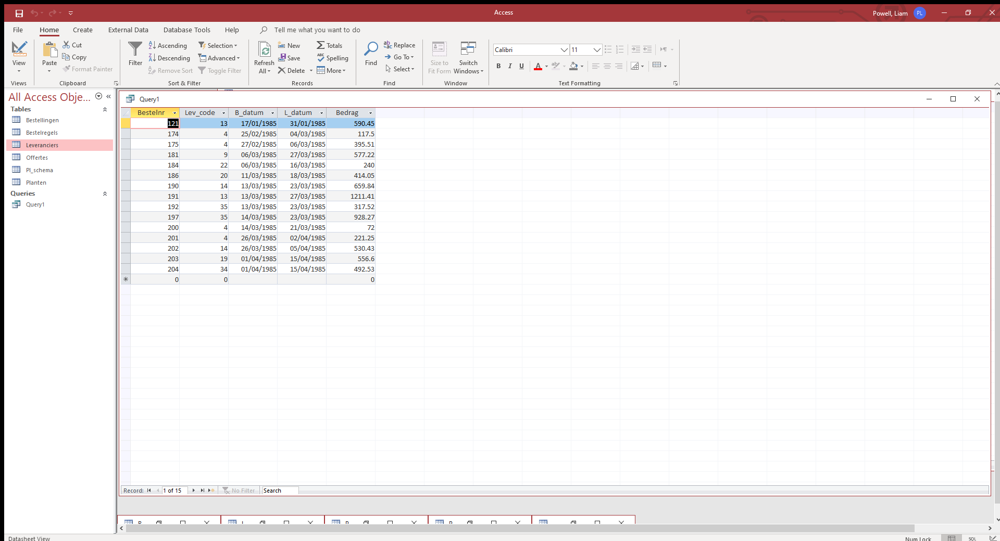 Access
Powell, Liam PL
File Home Create External Data Database Tools Help Tell me what you want to do
View
Views
Paste
Cut
Copy
Format Painter
Clipboard
Filter
Ascending
Descending
Remove Sort
Selection
Advanced
Toggle Filter
Sort & Filter
Refresh
All
New
Save
Delete
Totals
Spelling
More
Records
Find
Replace
Go To
Select
Find
Size to
Fit Form
Switch
Windows
Window
Calibri 11
B I U A
Text Formatting
All Access Obje...
Tables
Bestellingen
Bestelregels
Leveranciers
Offertes
Pl_schema
Planten
Queries
Query1
Query1
Bestelnr Lev_code B_datum L_datum Bedrag
121 13 17/01/1985 31/01/1985 590.45
174 4 25/02/1985 04/03/1985 117.5
175 4 27/02/1985 06/03/1985 395.51
181 9 06/03/1985 27/03/1985 577.22
184 22 06/03/1985 16/03/1985 240
186 20 11/03/1985 18/03/1985 414.05
190 14 13/03/1985 23/03/1985 659.84
191 13 13/03/1985 27/03/1985 1211.41
192 35 13/03/1985 23/03/1985 317.52
197 35 14/03/1985 23/03/1985 928.27
200 4 14/03/1985 21/03/1985 72
201 4 26/03/1985 02/04/1985 221.25
202 14 26/03/1985 05/04/1985 530.43
203 19 01/04/1985 15/04/1985 556.6
204 34 01/04/1985 15/04/1985 492.53
0 0 0
Record: 1 of 15 No Filter Search
Datasheet View
Num Lock SQL